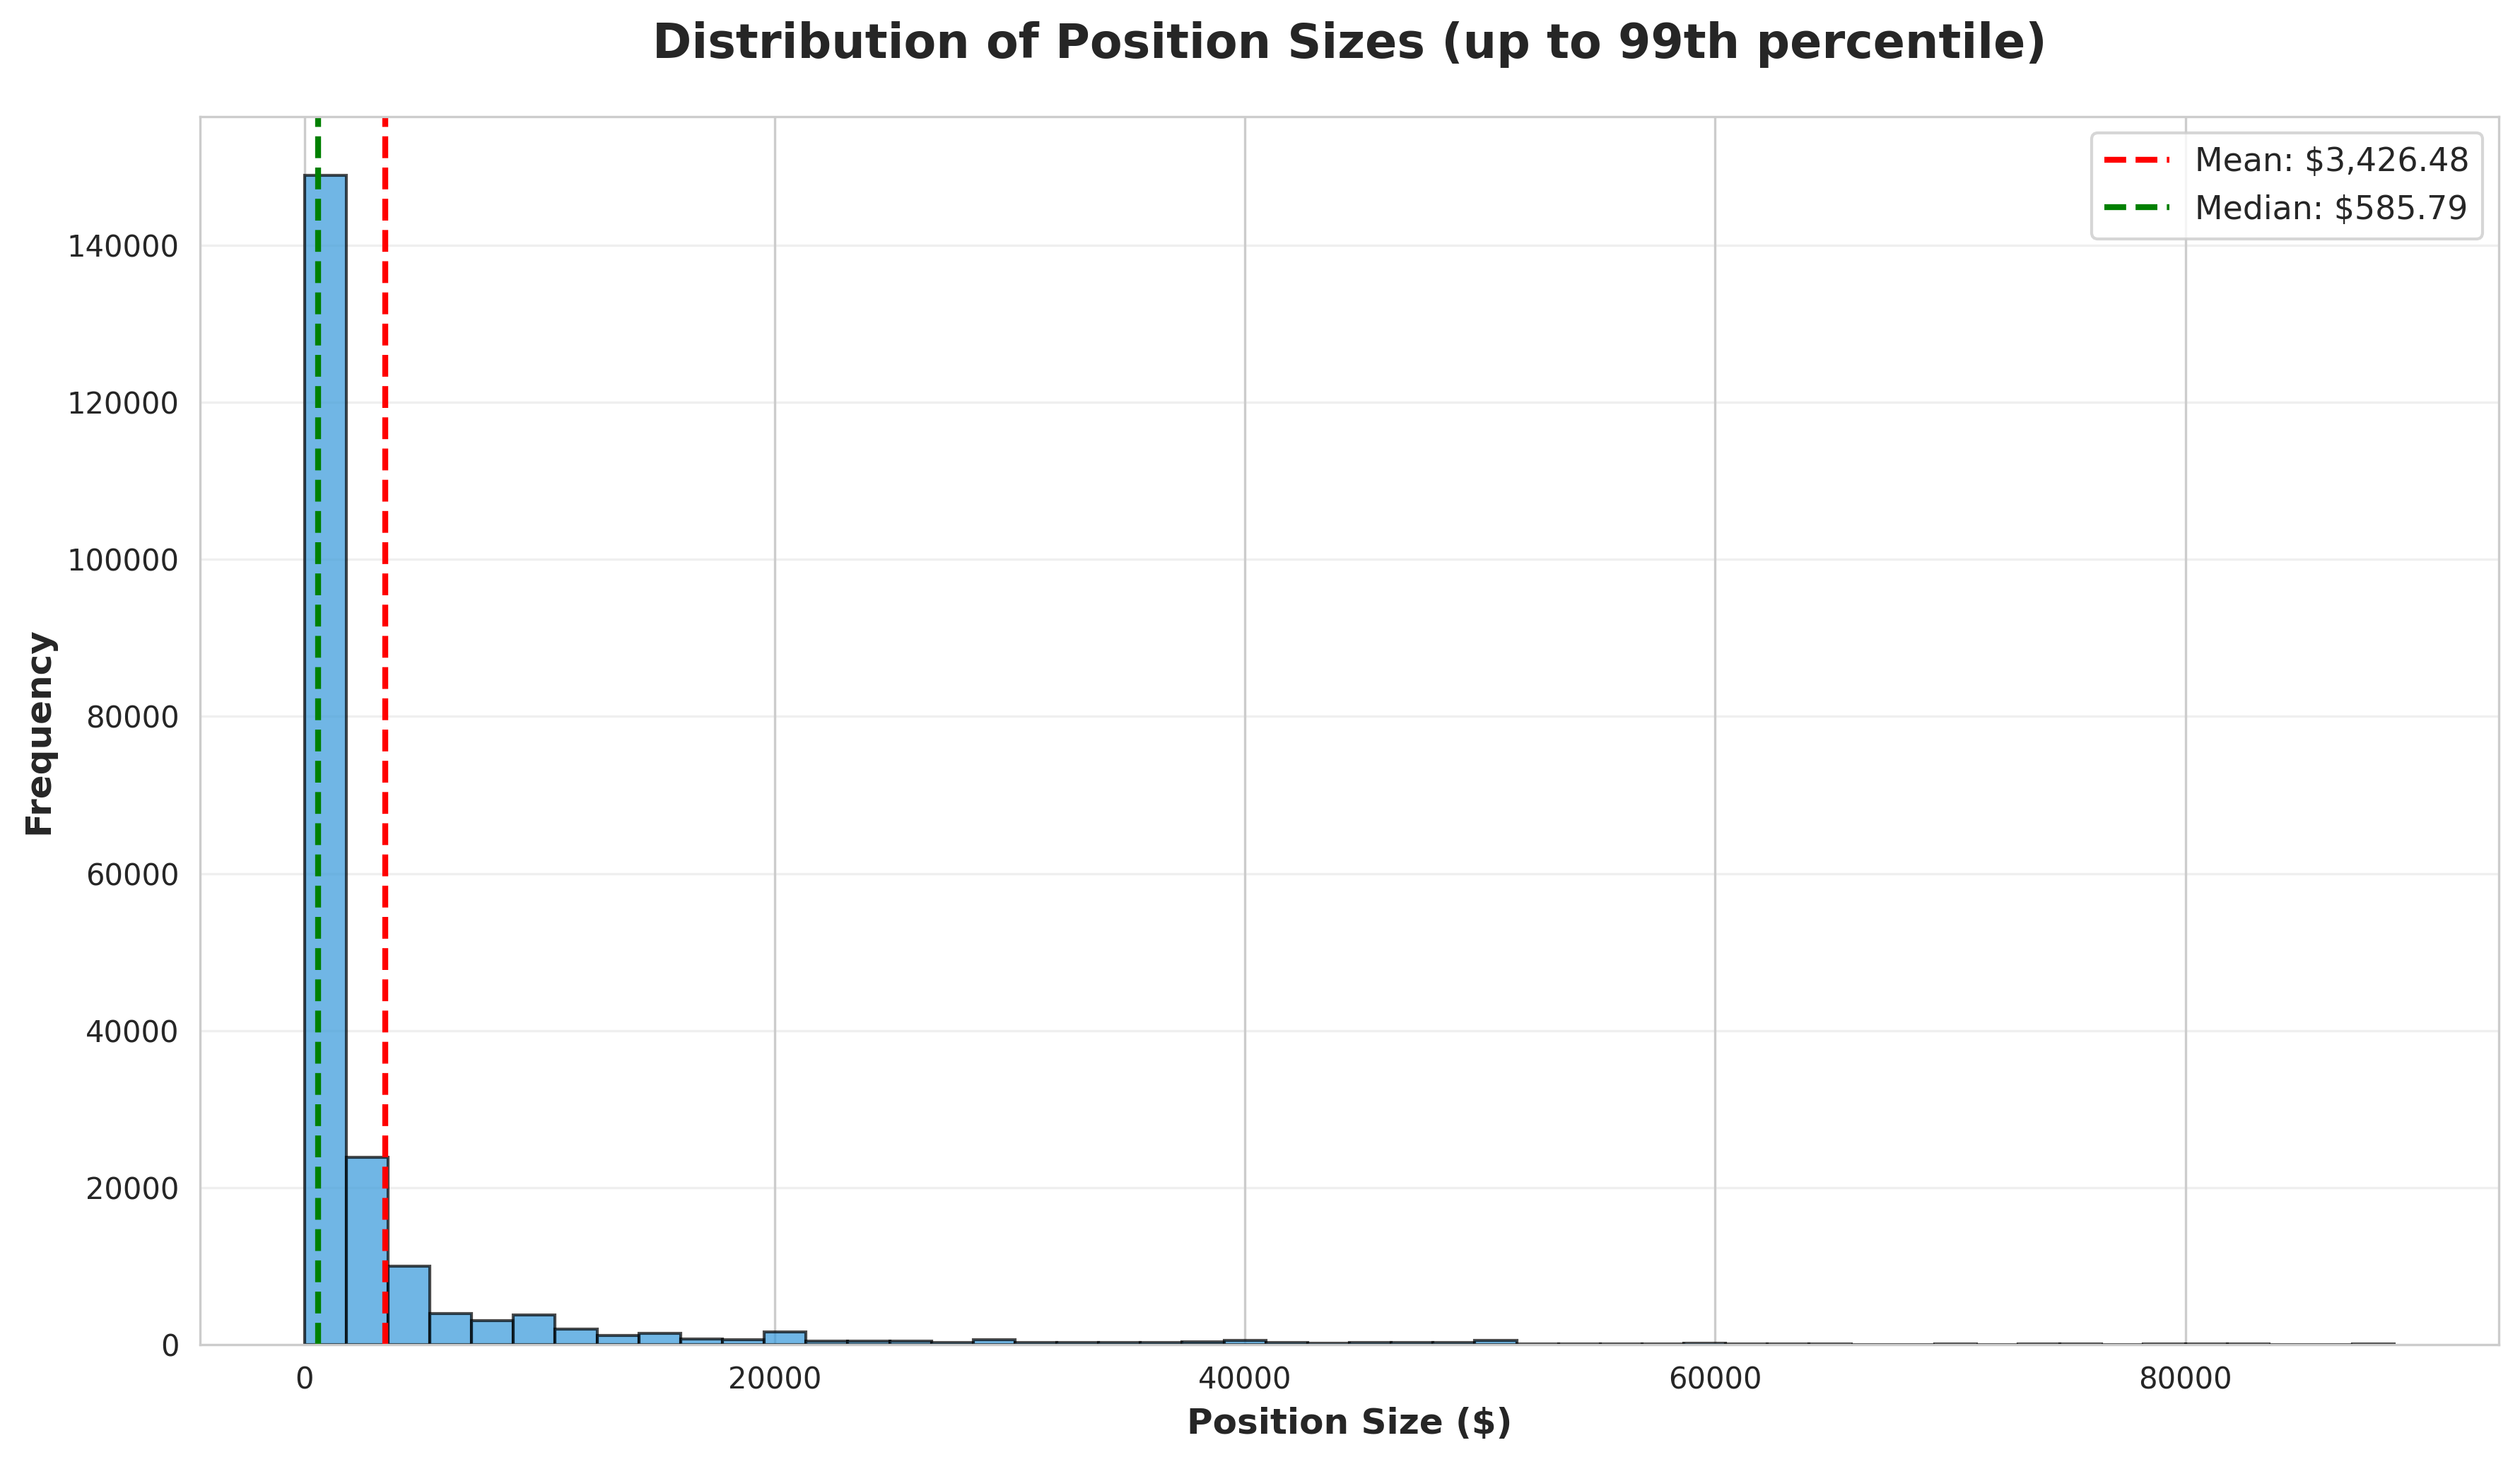 Distribution of Position Sizes (up to 99th percentile)
Mean: $3,426.48
Median: $585.79
Frequency
140000
120000
100000
80000
60000
40000
20000
0
0 20000 40000 60000 80000
Position Size ($)